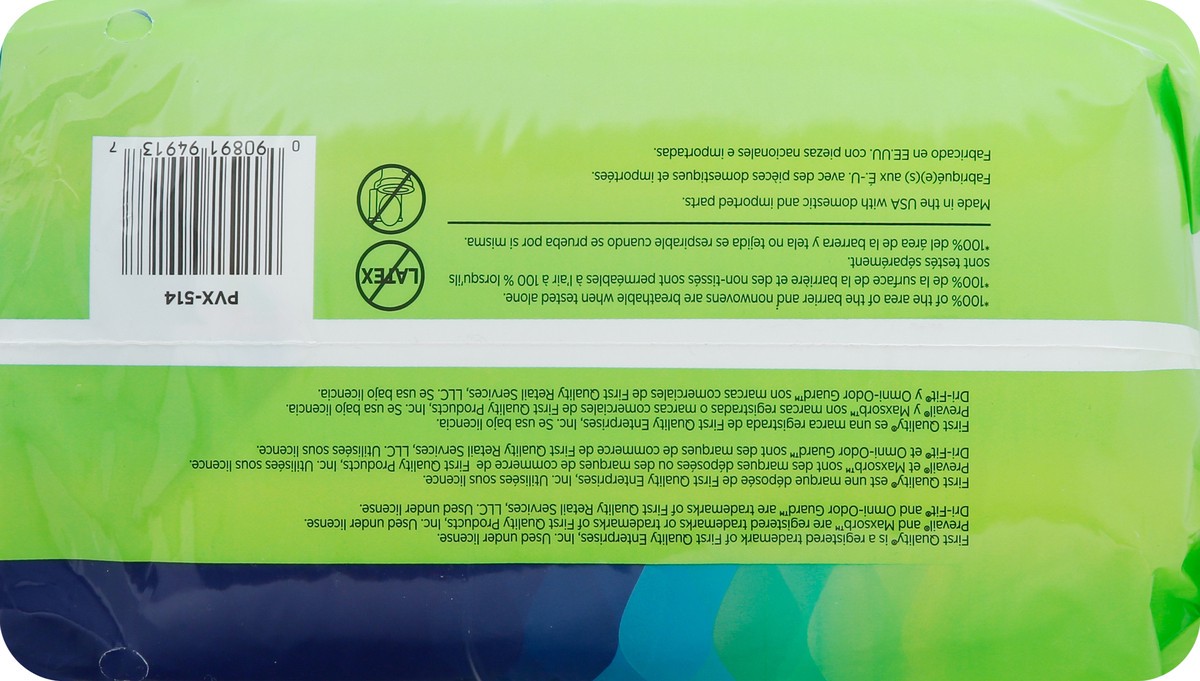 First Quality® is a registered trademark of First Quality Enterprises, Inc. Used under license.
Prevail® and Maxsorb™ are registered trademarks or trademarks of First Quality Products, Inc. Used under license.
Dri-Fit® and Omni-Odor Guard™ are trademarks of First Quality Retail Services, LLC. Used under license.
First Quality® est une marque déposée de First Quality Enterprises, Inc. Utilisées sous licence.
Prevail® et Maxsorb™ sont des marques déposées ou des marques de commerce de First Quality Products, Inc. Utilisées sous licence.
Dri-Fit® et Omni-Odor Guard™ sont des marques de commerce de First Quality Retail Services, LLC. Utilisées sous licence.
First Quality® es una marca registrada de First Quality Enterprises, Inc. Se usa bajo licencia.
Prevail® y Maxsorb™ son marcas registradas o marcas comerciales de First Quality Products, Inc. Se usa bajo licencia.
Dri-Fit® y Omni-Odor Guard™ son marcas comerciales de First Quality Retail Services, LLC. Se usa bajo licencia.
*100% of the area of the barrier and nonwovens are breathable when tested alone.
*100% de la surface de la barrière et des non-tissés sont perméables à l'air à 100 % lorsqu'ils
sont testés séparément.
*100% del área de la barrera y tela no tejida es respirable cuando se prueba por sí misma.
Made in the USA with domestic and imported parts.
Fabriqué(e)(s) aux É.-U. avec des pièces domestiques et importées.
Fabricado en EE.UU. con piezas nacionales e importadas.
LATEX
PVX-514
0 90891 94913 7